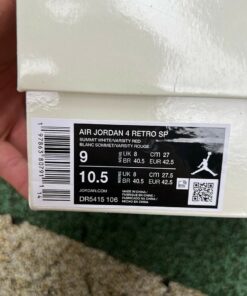 AIR JORDAN 4 RETRO SP
SUMMIT WHITE/VARSITY RED
BLANC SOMMET/VARSITY ROUGE
9 UK 8 cm 27
BR 40.5 EUR 42.5
10.5 UK 8 cm 27.5
BR 40.5 EUR 42.5
JORDAN.COM
DR5415 106